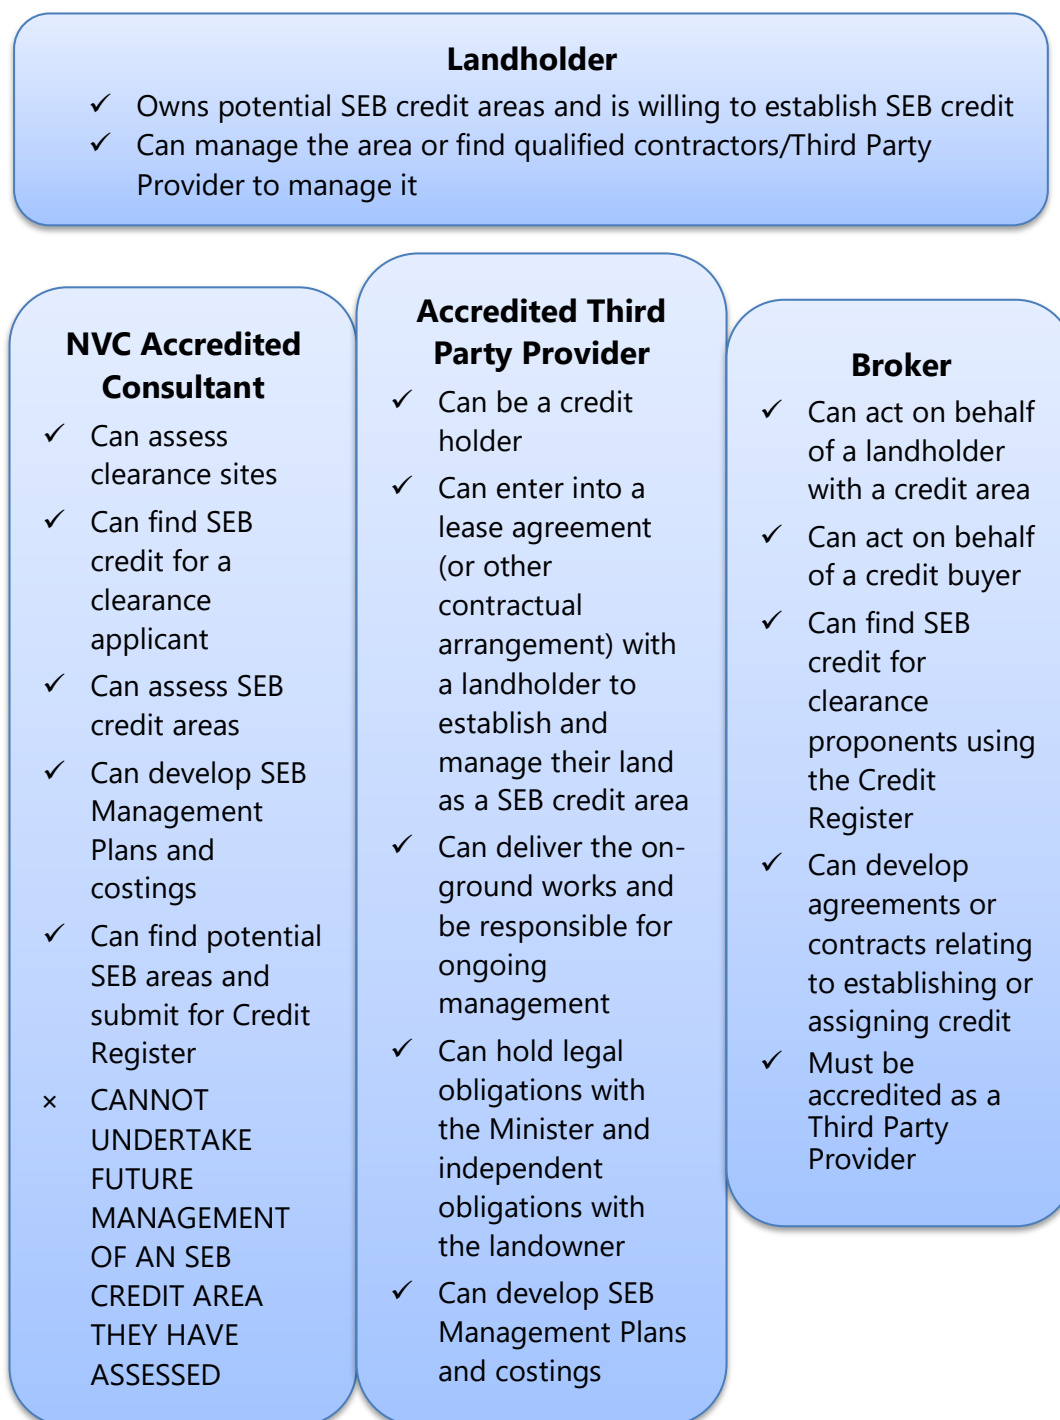 Landholder
✓ Owns potential SEB credit areas and is willing to establish SEB credit
✓ Can manage the area or find qualified contractors/Third Party
Provider to manage it
NVC Accredited
Consultant
✓ Can assess
clearance sites
✓ Can find SEB
credit for a
clearance
applicant
✓ Can assess SEB
credit areas
✓ Can develop SEB
Management
Plans and
costings
✓ Can find potential
SEB areas and
submit for Credit
Register
× CANNOT
UNDERTAKE
FUTURE
MANAGEMENT
OF AN SEB
CREDIT AREA
THEY HAVE
ASSESSED
Accredited Third
Party Provider
✓ Can be a credit
holder
✓ Can enter into a
lease agreement
(or other
contractual
arrangement) with
a landholder to
establish and
manage their land
as a SEB credit area
✓ Can deliver the on-
ground works and
be responsible for
ongoing
management
✓ Can hold legal
obligations with
the Minister and
independent
obligations with
the landowner
✓ Can develop SEB
Management Plans
and costings
Broker
✓ Can act on behalf
of a landholder
with a credit area
✓ Can act on behalf
of a credit buyer
✓ Can find SEB
credit for
clearance
proponents using
the Credit
Register
✓ Can develop
agreements or
contracts relating
to establishing or
assigning credit
✓ Must be
accredited as a
Third Party
Provider